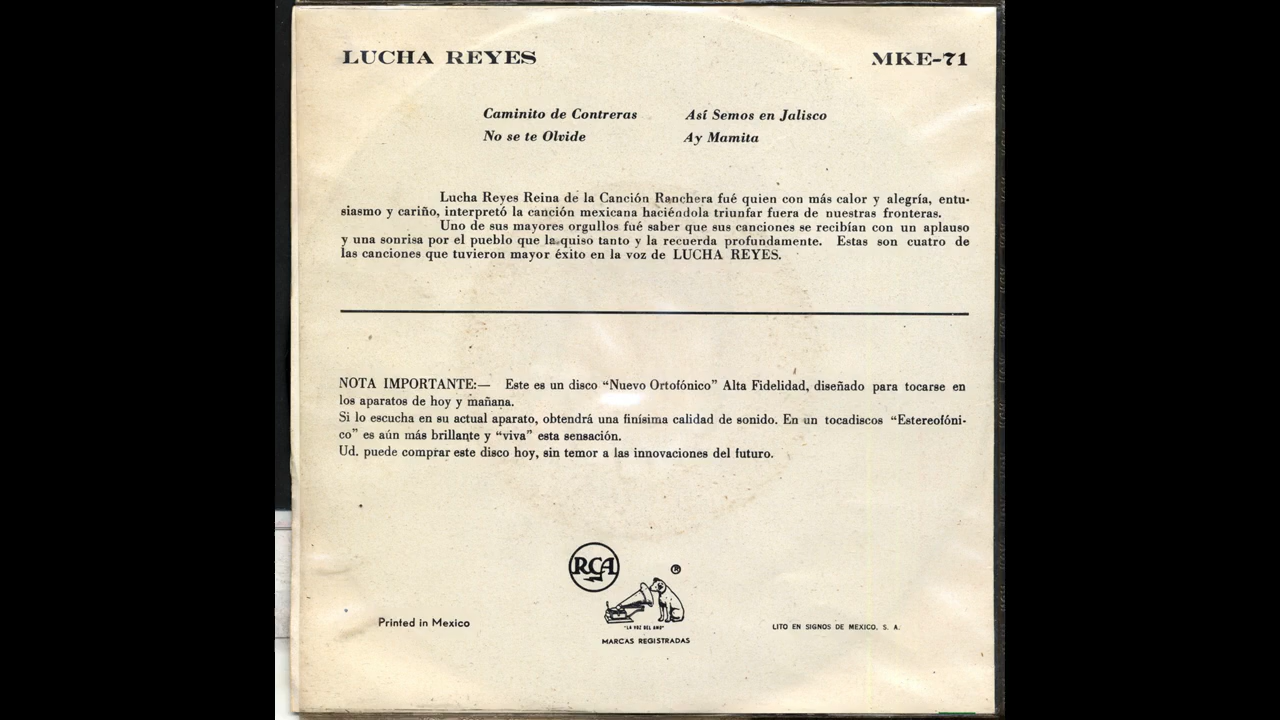 LUCHA REYES MKE-71
Caminito de Contreras Así Semos en Jalisco
No se te Olvide Ay Mamita
Lucha Reyes Reina de la Canción Ranchera fué quien con más calor y alegría, entu-
siasmo y cariño, interpretó la canción mexicana haciéndola triunfar fuera de nuestras fronteras.
Uno de sus mayores orgullos fué saber que sus canciones se recibían con un aplauso
y una sonrisa por el pueblo que la quiso tanto y la recuerda profundamente. Estas son cuatro de
las canciones que tuvieron mayor éxito en la voz de LUCHA REYES.
NOTA IMPORTANTE:— Este es un disco “Nuevo Ortofónico” Alta Fidelidad, diseñado para tocarse en
los aparatos de hoy y mañana.
Si lo escucha en su actual aparato, obtendrá una finísima calidad de sonido. En un tocadiscos “Estereofóni-
co” es aún más brillante y “viva” esta sensación.
Ud. puede comprar este disco hoy, sin temor a las innovaciones del futuro.
RCA ®
"LA VOZ DEL AMO"
Printed in Mexico LITO EN SIGNOS DE MEXICO, S. A.
MARCAS REGISTRADAS